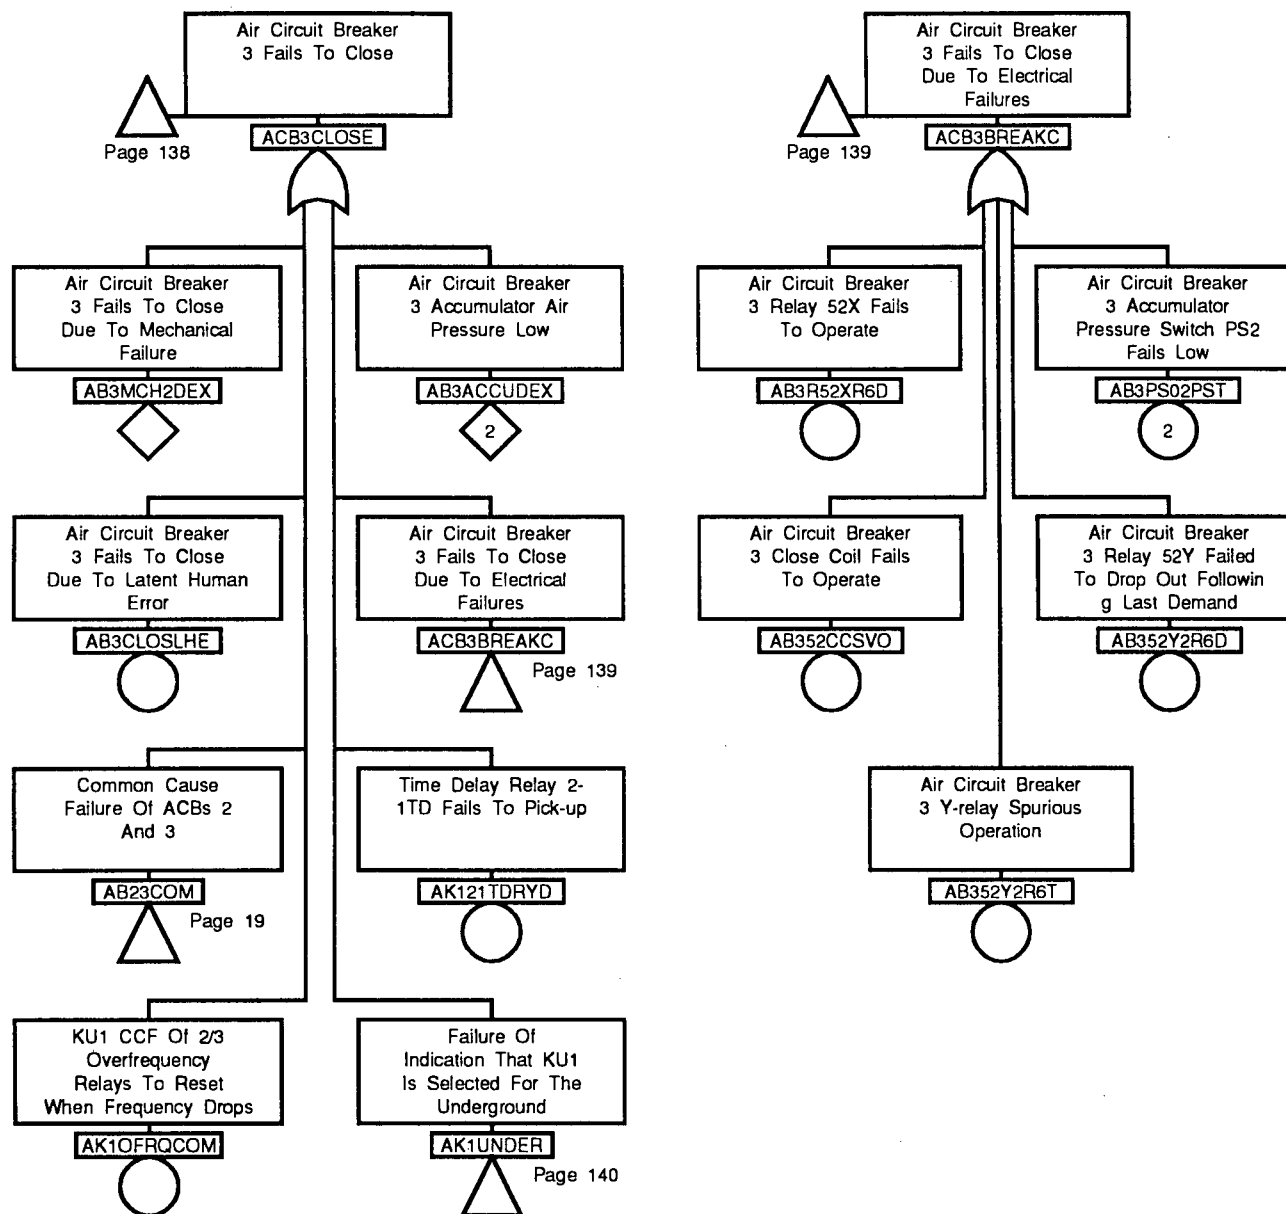 Air Circuit Breaker
3 Fails To Close
Page 138
ACB3CLOSE
Air Circuit Breaker
3 Fails To Close
Due To Mechanical
Failure
AB3MCH2DEX
Air Circuit Breaker
3 Accumulator Air
Pressure Low
AB3ACCUDEX
2
Air Circuit Breaker
3 Fails To Close
Due To Latent Human
Error
AB3CLOSLHE
Air Circuit Breaker
3 Fails To Close
Due To Electrical
Failures
ACB3BREAKC
Page 139
Common Cause
Failure Of ACBs 2
And 3
AB23COM
Page 19
Time Delay Relay 2-
1TD Fails To Pick-up
AK121TDRYD
KU1 CCF Of 2/3
Overfrequency
Relays To Reset
When Frequency Drops
AK1OFRQCOM
Failure Of
Indication That KU1
Is Selected For The
Underground
AK1UNDER
Page 140
Air Circuit Breaker
3 Fails To Close
Due To Electrical
Failures
Page 139
ACB3BREAKC
Air Circuit Breaker
3 Relay 52X Fails
To Operate
AB3R52XR6D
Air Circuit Breaker
3 Accumulator
Pressure Switch PS2
Fails Low
AB3PS02PST
2
Air Circuit Breaker
3 Close Coil Fails
To Operate
AB352CCSVO
Air Circuit Breaker
3 Relay 52Y Failed
To Drop Out Followin
g Last Demand
AB352Y2R6D
Air Circuit Breaker
3 Y-relay Spurious
Operation
AB352Y2R6T